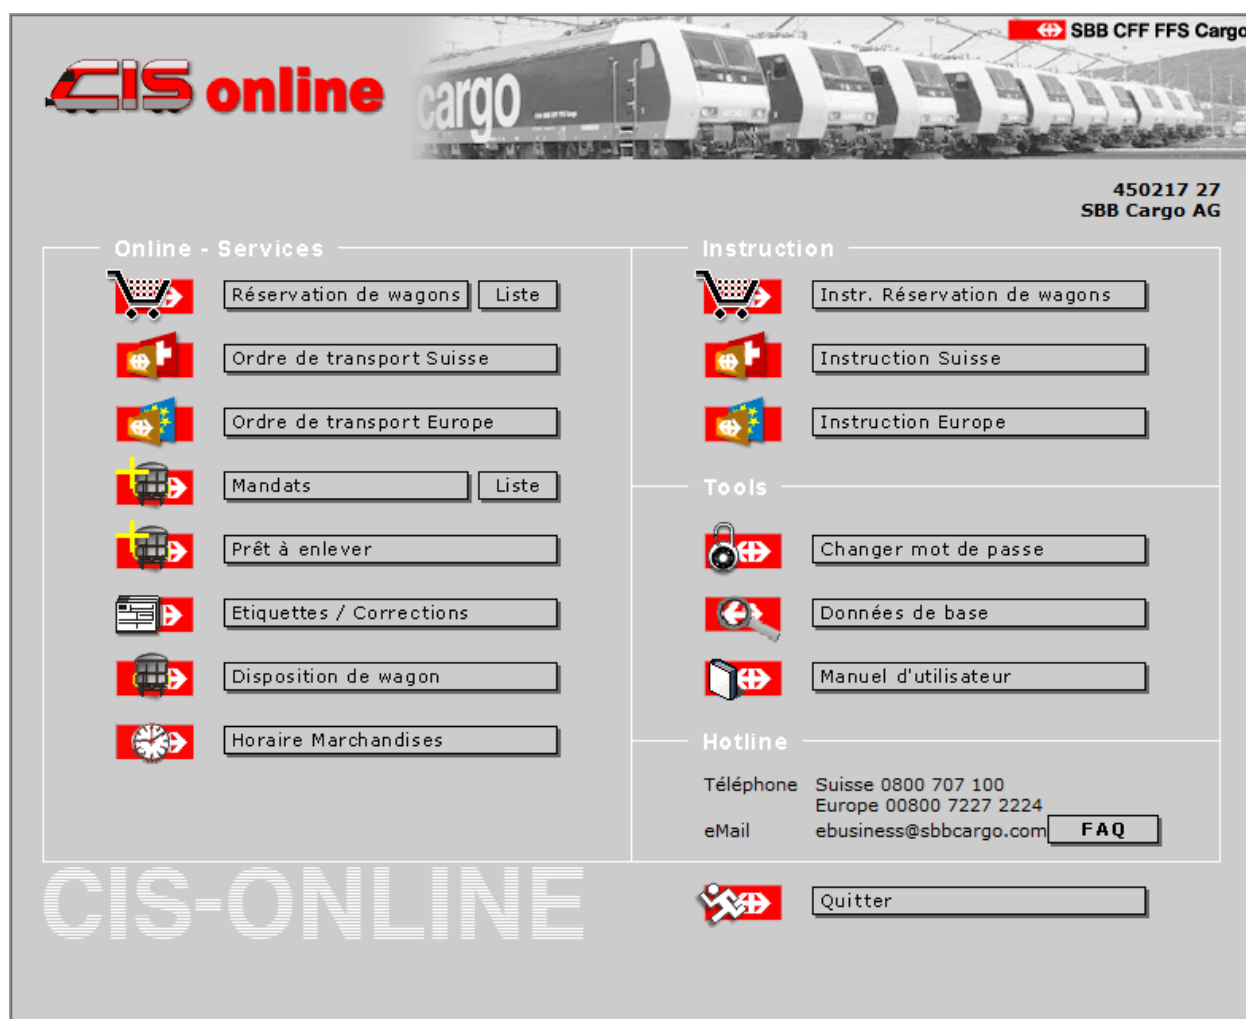 SBB CFF FFS Cargo
CIS online
cargo
450217 27
SBB Cargo AG
Online - Services
Réservation de wagons Liste
Ordre de transport Suisse
Ordre de transport Europe
Mandats Liste
Prêt à enlever
Etiquettes / Corrections
Disposition de wagon
Horaire Marchandises
Instruction
Instr. Réservation de wagons
Instruction Suisse
Instruction Europe
Tools
Changer mot de passe
Données de base
Manuel d'utilisateur
Hotline
Téléphone Suisse 0800 707 100
Europe 00800 7227 2224
eMail ebusiness@sbbcargo.com FAQ
CIS-ONLINE
Quitter